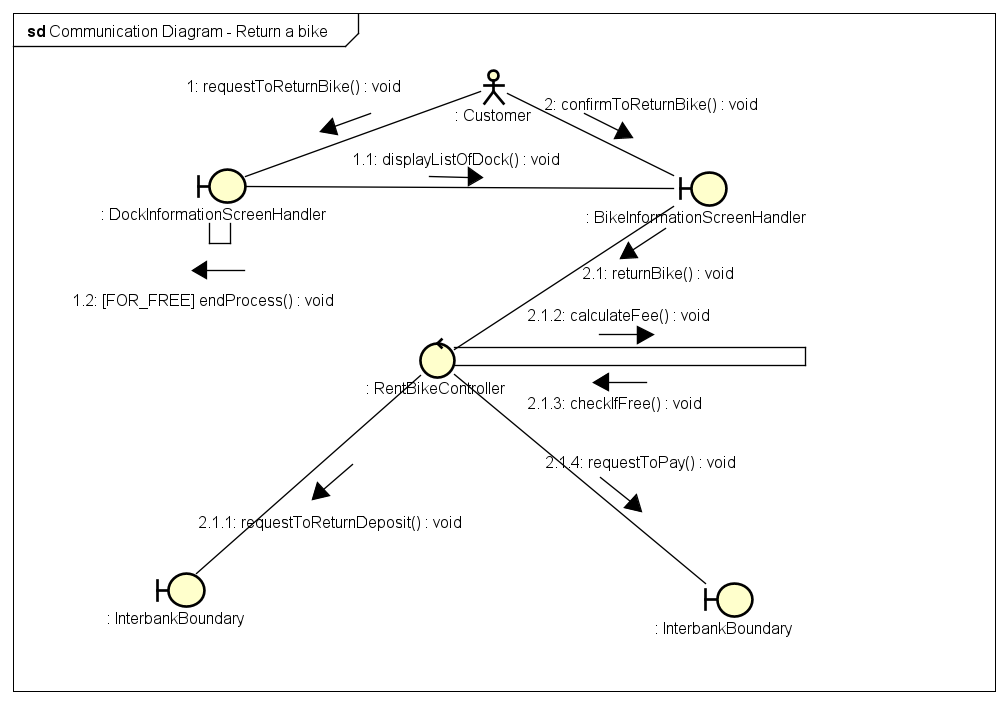 sd Communication Diagram - Return a bike
1: requestToReturnBike() : void
2: confirmToReturnBike() : void
: Customer
1.1: displayListOfDock() : void
: DockInformationScreenHandler
: BikeInformationScreenHandler
2.1: returnBike() : void
1.2: [FOR_FREE] endProcess() : void
2.1.2: calculateFee() : void
: RentBikeController
2.1.3: checkIfFree() : void
2.1.4: requestToPay() : void
2.1.1: requestToReturnDeposit() : void
: InterbankBoundary
: InterbankBoundary